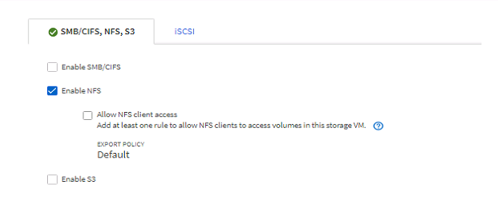 SMB/CIFS, NFS, S3
iSCSI
Enable SMB/CIFS
Enable NFS
Allow NFS client access
Add at least one rule to allow NFS clients to access volumes in this storage VM. ?
EXPORT POLICY
Default
Enable S3